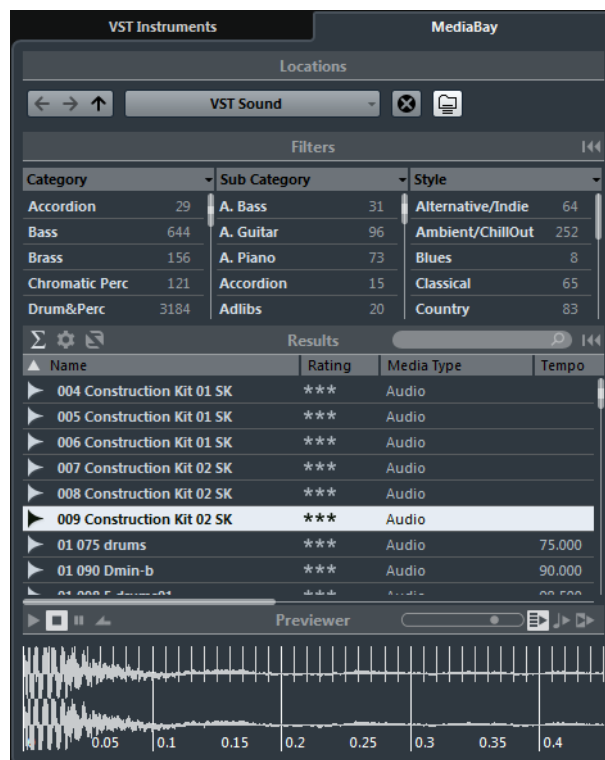 VST Instruments MediaBay
Locations
VST Sound
Filters
Category Sub Category Style
Accordion 29 A. Bass 31 Alternative/Indie 64
Bass 644 A. Guitar 96 Ambient/ChillOut 252
Brass 156 A. Piano 73 Blues 8
Chromatic Perc 121 Accordion 15 Classical 65
Drum&Perc 3184 Adlibs 20 Country 83
Results
Name Rating Media Type Tempo
004 Construction Kit 01 SK *** Audio
005 Construction Kit 01 SK *** Audio
006 Construction Kit 01 SK *** Audio
007 Construction Kit 02 SK *** Audio
008 Construction Kit 02 SK *** Audio
009 Construction Kit 02 SK *** Audio
01 075 drums *** Audio 75.000
01 090 Dmin-b *** Audio 90.000
Previewer
0.05 0.1 0.15 0.2 0.25 0.3 0.35 0.4